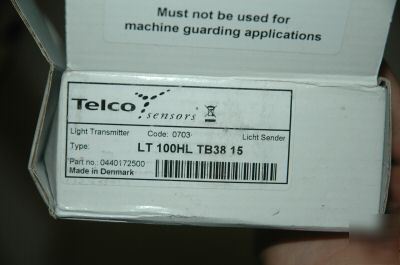 Must not be used for
machine guarding applications
Telco
sensors
Light Transmitter Code: 0703 Licht Sender
Type: LT 100HL TB38 15
Part no.: 0440172500
Made in Denmark